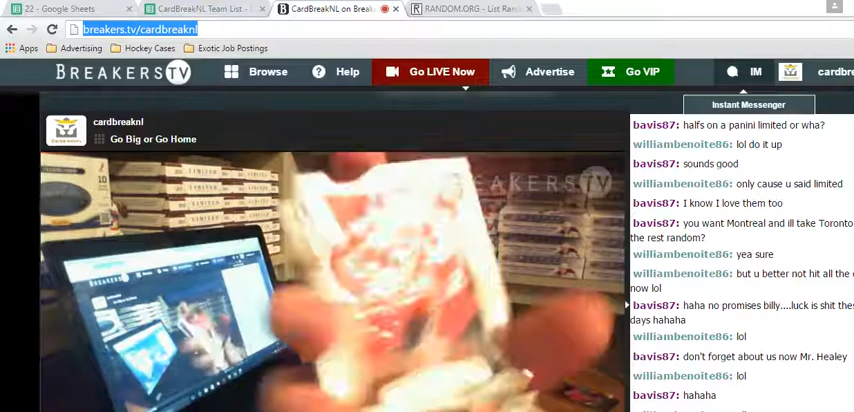 22 - Google Sheets
CardBreakNL Team List -
CardBreakNL on Break
RANDOM.ORG - List Rand
breakers.tv/cardbreaknl
Apps
Advertising
Hockey Cases
Exotic Job Postings
BREAKERS TV
Browse
Help
Go LIVE Now
Advertise
Go VIP
IM
cardbre
Instant Messenger
cardbreaknl
Go Big or Go Home
BREAKERS TV
bavis87: halfs on a panini limited or wha?
williambenoite86: lol do it up
bavis87: sounds good
williambenoite86: only cause u said limited
bavis87: I know I love them too
bavis87: you want Montreal and ill take Toronto
the rest random?
williambenoite86: yea sure
williambenoite86: but u better not hit all the
now lol
bavis87: haha no promises billy....luck is shit thes
days hahaha
williambenoite86: lol
bavis87: don't forget about us now Mr. Healey
williambenoite86: lol
bavis87: hahaha